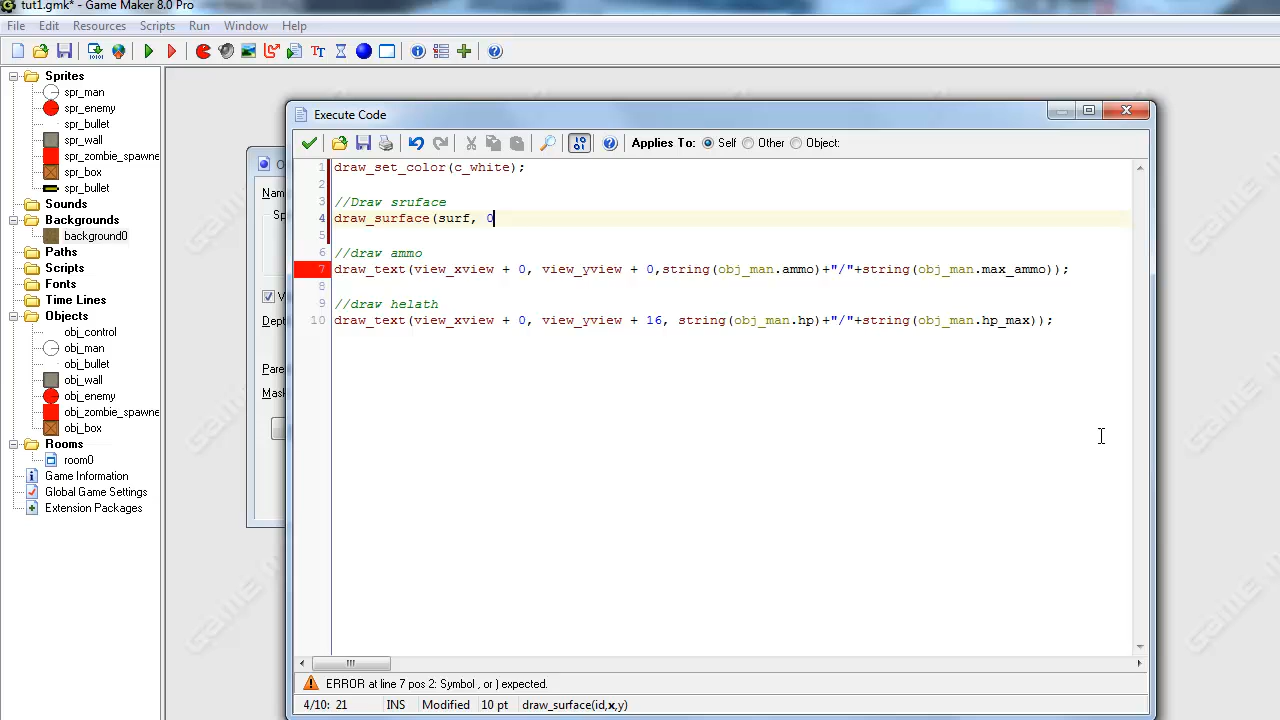 tut1.gmk* - Game Maker 8.0 Pro
File Edit Resources Scripts Run Window Help
Sprites
spr_man
spr_enemy
spr_bullet
spr_wall
spr_zombie_spawne
spr_box
spr_bullet
Sounds
Backgrounds
background0
Paths
Scripts
Fonts
Time Lines
Objects
obj_control
obj_man
obj_bullet
obj_wall
obj_enemy
obj_zombie_spawne
obj_box
Rooms
room0
Game Information
Global Game Settings
Extension Packages
Execute Code
Applies To: Self Other Object:
1 draw_set_color(c_white);
2
3 //Draw sruface
4 draw_surface(surf, 0
5
6 //draw ammo
7 draw_text(view_xview + 0, view_yview + 0,string(obj_man.ammo)+"/"+string(obj_man.max_ammo));
8
9 //draw helath
10 draw_text(view_xview + 0, view_yview + 16, string(obj_man.hp)+"/"+string(obj_man.hp_max));
ERROR at line 7 pos 2: Symbol , or ) expected.
4/10: 21 INS Modified 10 pt draw_surface(id,x,y)